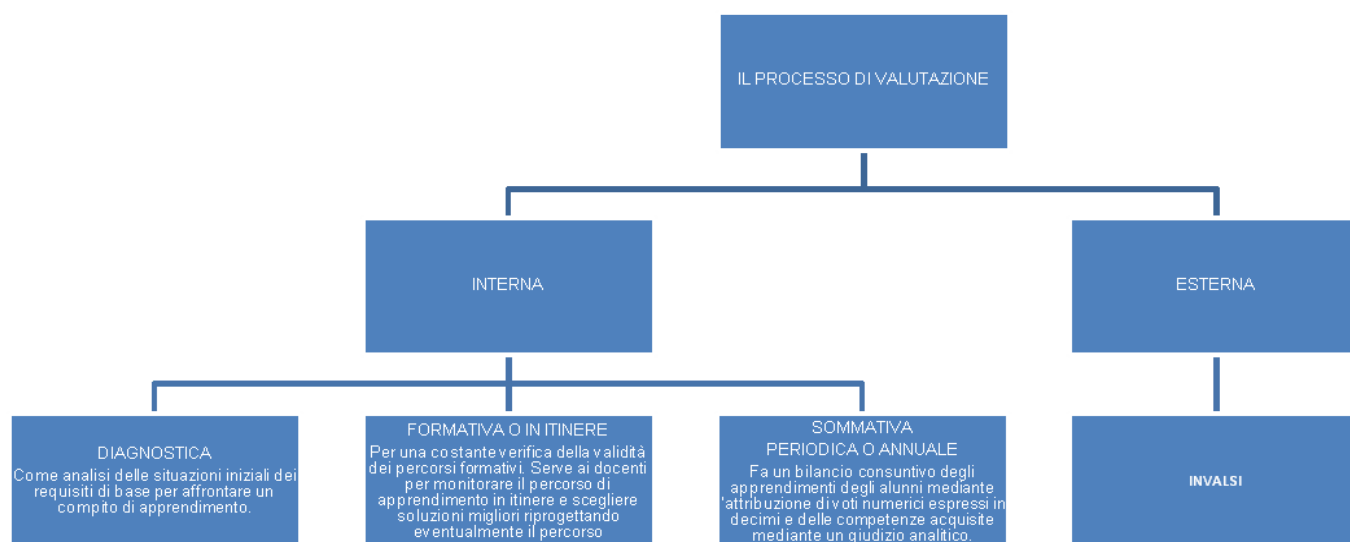 IL PROCESSO DI VALUTAZIONE
INTERNA
ESTERNA
DIAGNOSTICA
Come analisi delle situazioni iniziali dei
requisiti di base per affrontare un
compito di apprendimento.
FORMATIVA O IN ITINERE
Per una costante verifica della validità
dei percorsi formativi. Serve ai docenti
per monitorare il percorso di
apprendimento in itinere e scegliere
soluzioni migliori riprogettando
eventualmente il percorso
SOMMATIVA
PERIODICA O ANNUALE
Fa un bilancio consuntivo degli
apprendimenti degli alunni mediante
'attribuzione di voti numerici espressi in
decimi e delle competenze acquisite
mediante un giudizio analitico.
INVALSI